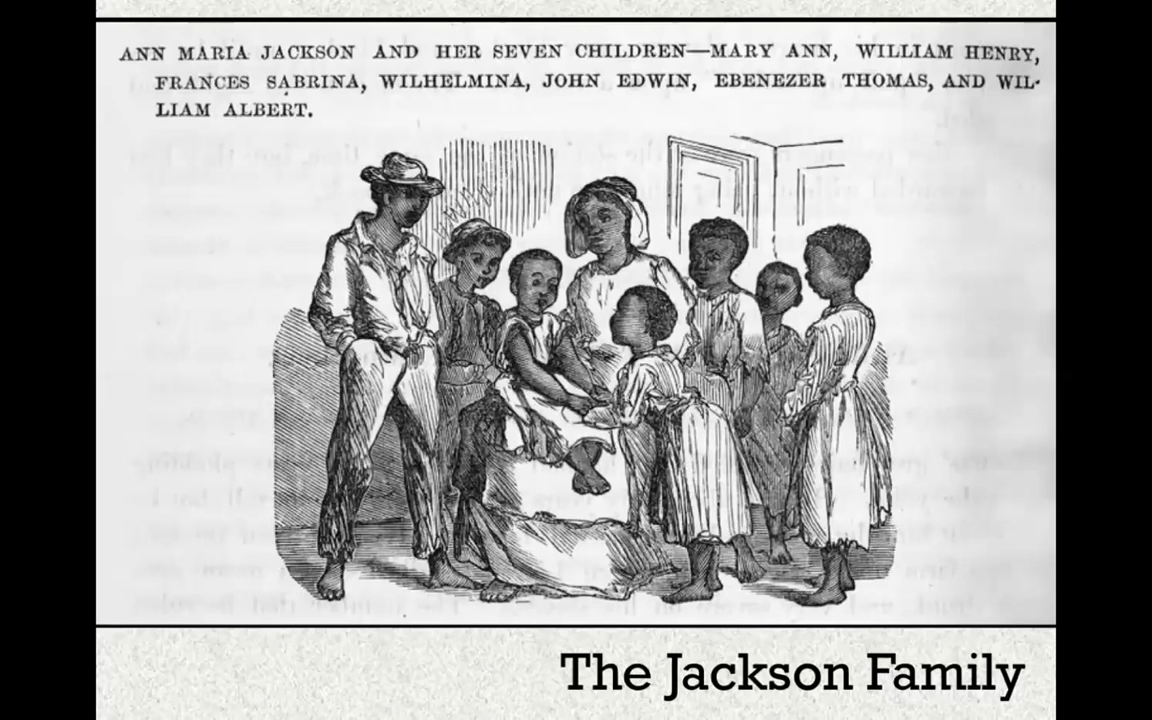 ANN MARIA JACKSON AND HER SEVEN CHILDREN—MARY ANN, WILLIAM HENRY,
FRANCES SABRINA, WILHELMINA, JOHN EDWIN, EBENEZER THOMAS, AND WIL-
LIAM ALBERT.
The Jackson Family